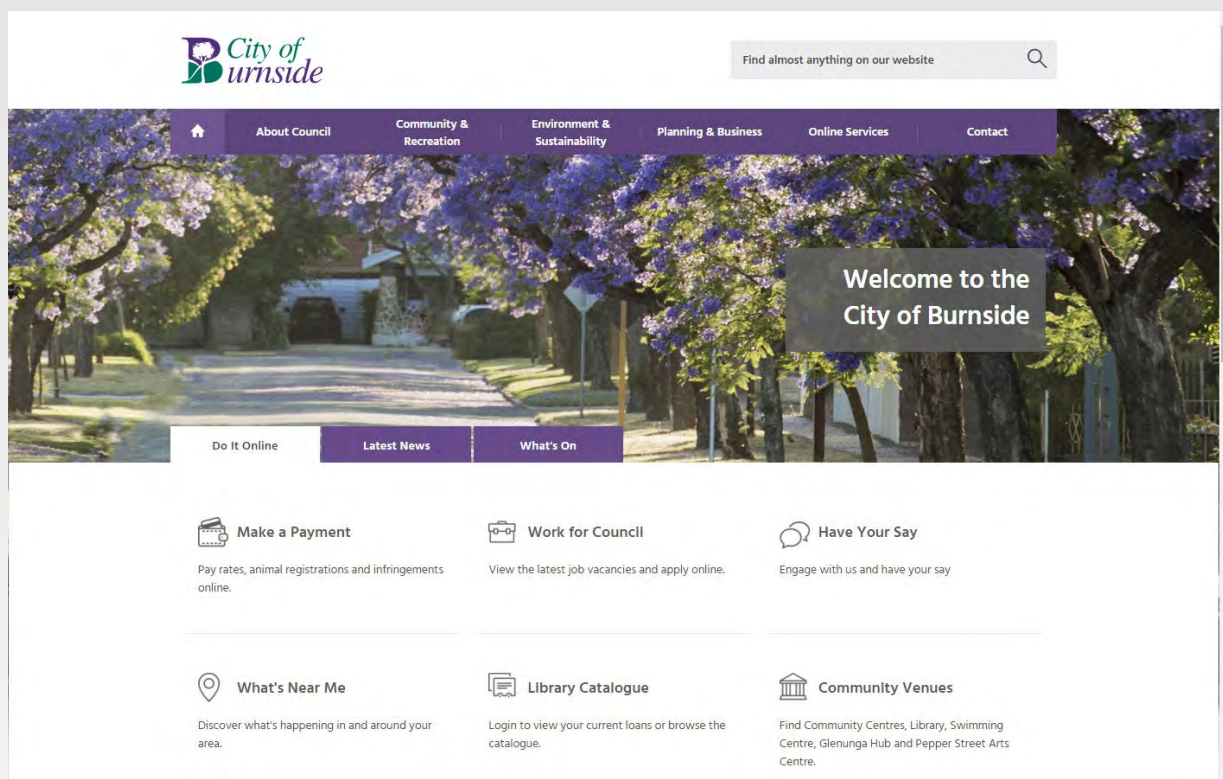 City of
Burnside
Find almost anything on our website
About Council
Community &
Recreation
Environment &
Sustainability
Planning & Business
Online Services
Contact
Welcome to the
City of Burnside
Do It Online
Latest News
What's On
Make a Payment
Pay rates, animal registrations and infringements
online.
Work for Council
View the latest job vacancies and apply online.
Have Your Say
Engage with us and have your say
What's Near Me
Discover what's happening in and around your
area.
Library Catalogue
Login to view your current loans or browse the
catalogue.
Community Venues
Find Community Centres, Library, Swimming
Centre, Glenunga Hub and Pepper Street Arts
Centre.